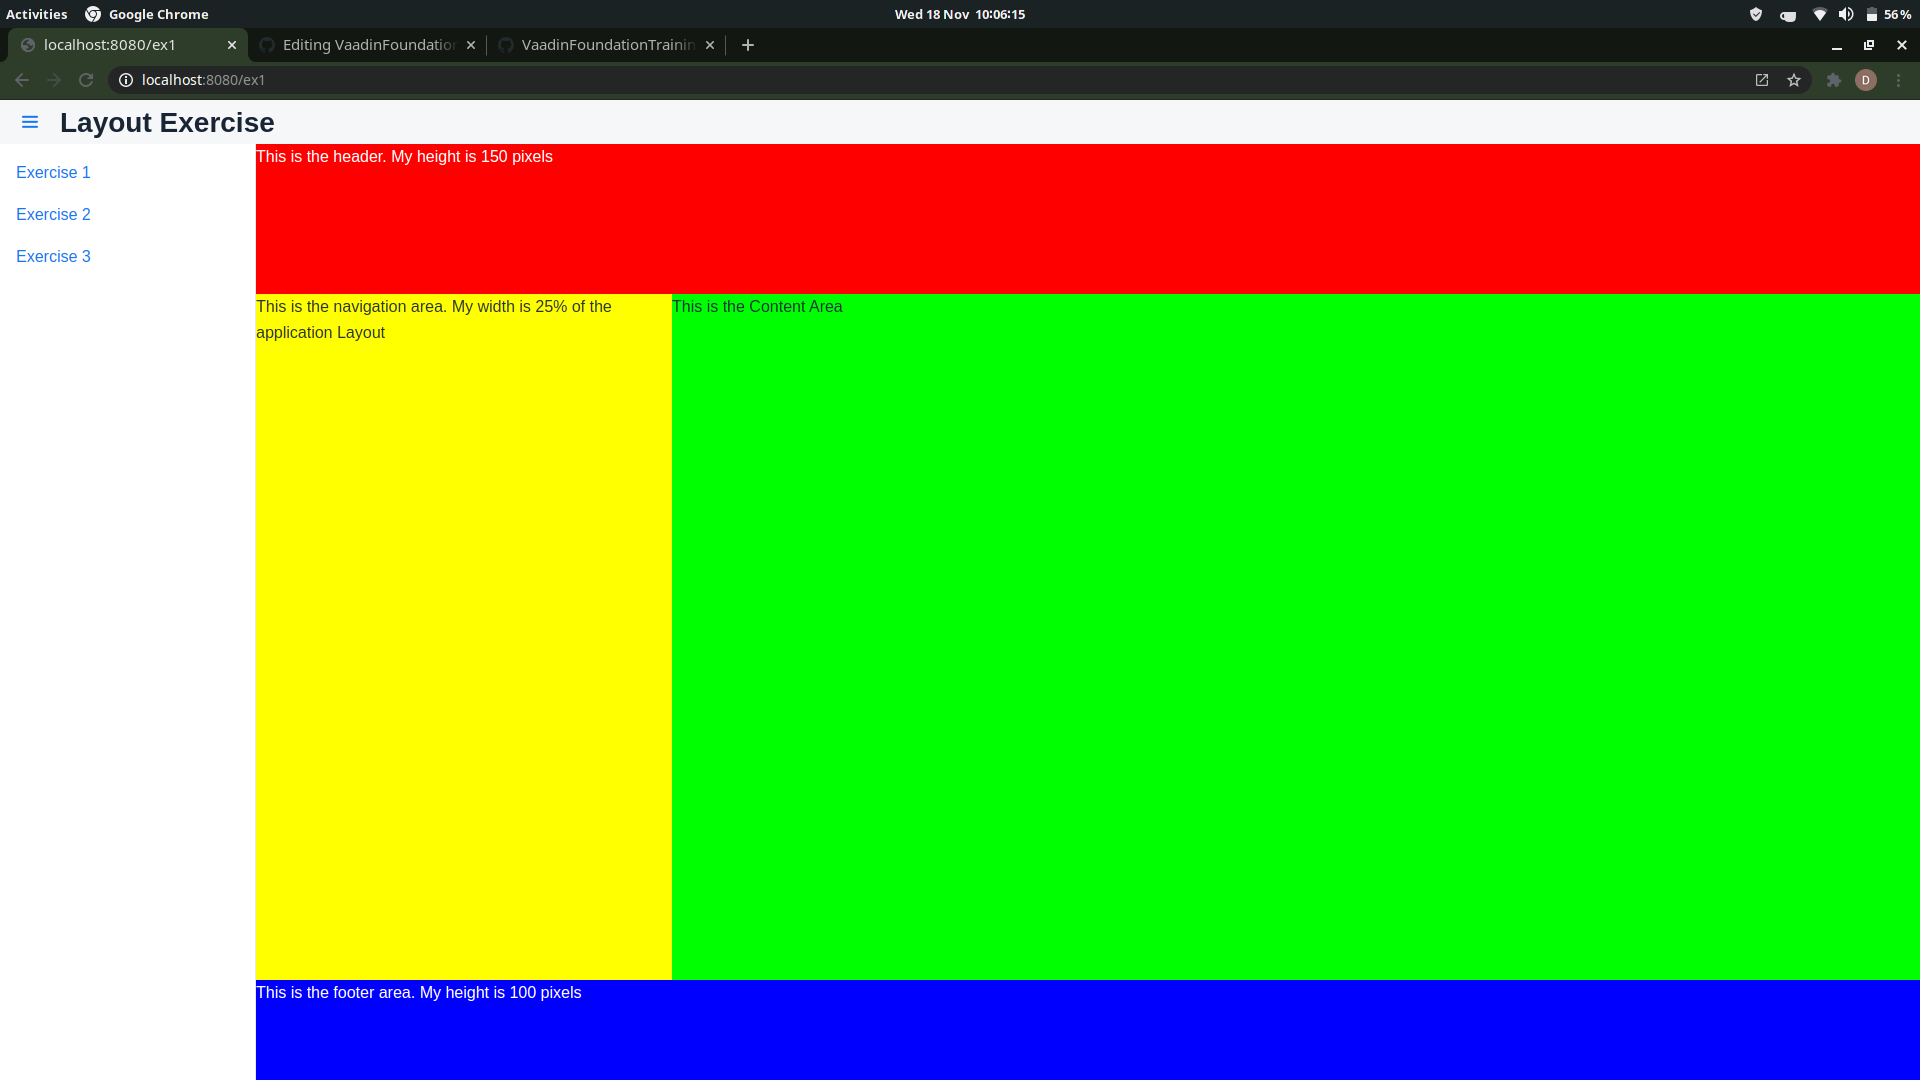 Activities Google Chrome Wed 18 Nov 10:06:15 56%
localhost:8080/ex1 Editing VaadinFoundation VaadinFoundationTrainin
localhost:8080/ex1 D
Layout Exercise
Exercise 1
Exercise 2
Exercise 3
This is the header. My height is 150 pixels
This is the navigation area. My width is 25% of the
application Layout
This is the Content Area
This is the footer area. My height is 100 pixels